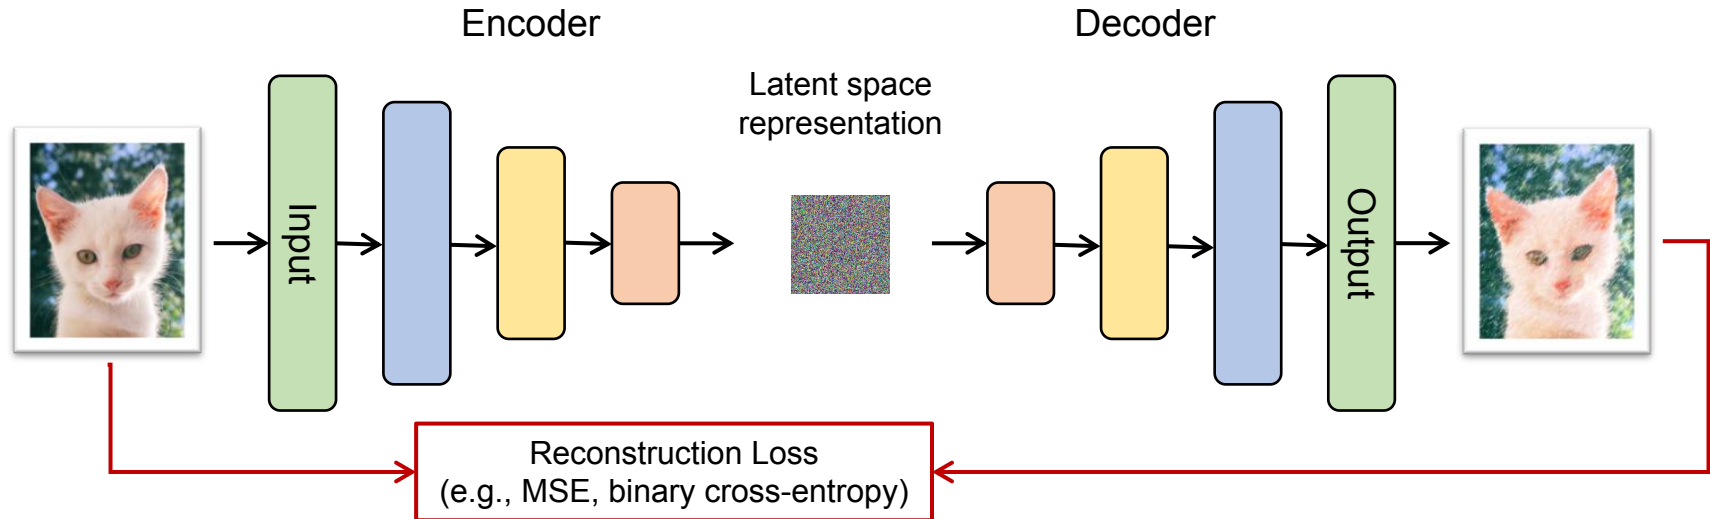 Encoder
Decoder
Latent space
representation
Input
Output
Reconstruction Loss
(e.g., MSE, binary cross-entropy)